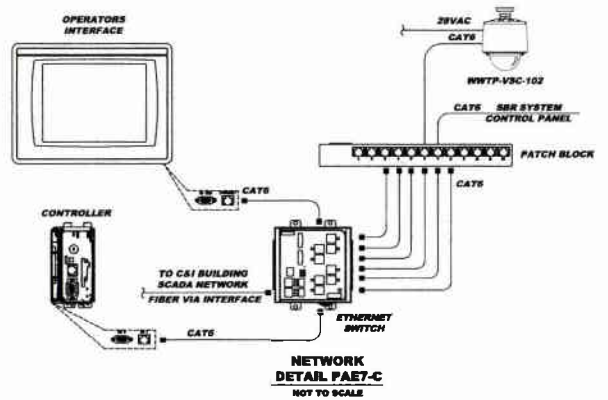 OPERATORS
INTERFACE
28VAC
CAT6
WWTP-VSC-102
CAT6 SBR SYSTEM
CONTROL PANEL
PATCH BLOCK
CAT6
CAT6
CONTROLLER
TO C&I BUILDING
SCADA NETWORK
FIBER VIA INTERFACE
ETHERNET
SWITCH
CAT6
NETWORK
DETAIL PAE7-C
NOT TO SCALE